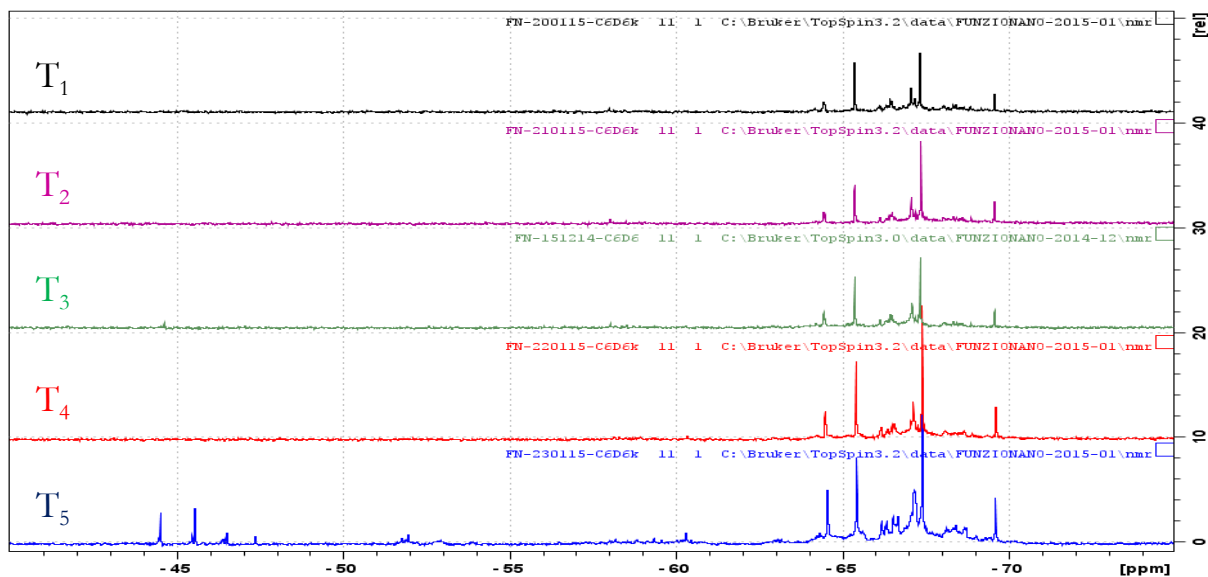 FN-200115-C6D6k 11 1 C:\Bruker\TopSpin3.2\data\FUNZIONANO-2015-01\nmr
[rel]
T1
40
FN-210115-C6D6k 11 1 C:\Bruker\TopSpin3.2\data\FUNZIONANO-2015-01\nmr
T2
30
FN-151214-C6D6 11 1 C:\Bruker\TopSpin3.0\data\FUNZIONANO-2014-12\nmr
T3
20
FN-220115-C6D6k 11 1 C:\Bruker\TopSpin3.2\data\FUNZIONANO-2015-01\nmr
T4
10
FN-230115-C6D6k 11 1 C:\Bruker\TopSpin3.2\data\FUNZIONANO-2015-01\nmr
T5
0
-45 -50 -55 -60 -65 -70 [ppm]